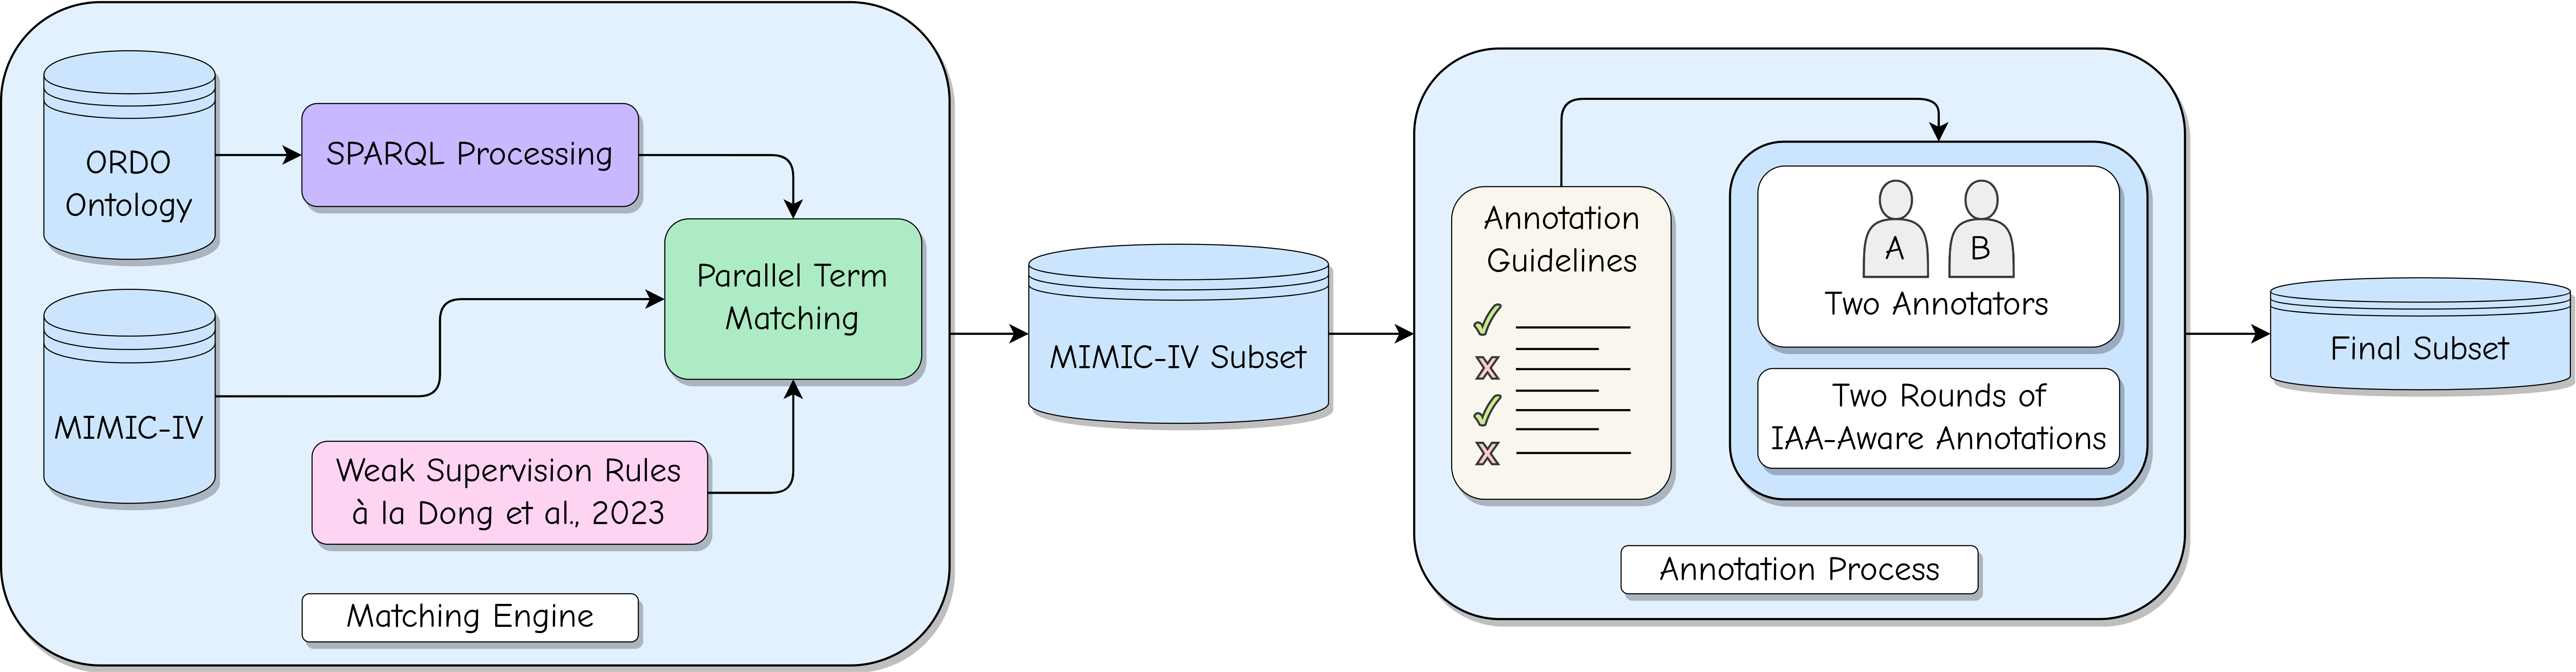 ORDO
Ontology
SPARQL Processing
MIMIC-IV
Parallel Term
Matching
Weak Supervision Rules
à la Dong et al., 2023
Matching Engine
MIMIC-IV Subset
Annotation
Guidelines
A B
Two Annotators
Two Rounds of
IAA-Aware Annotations
Annotation Process
Final Subset